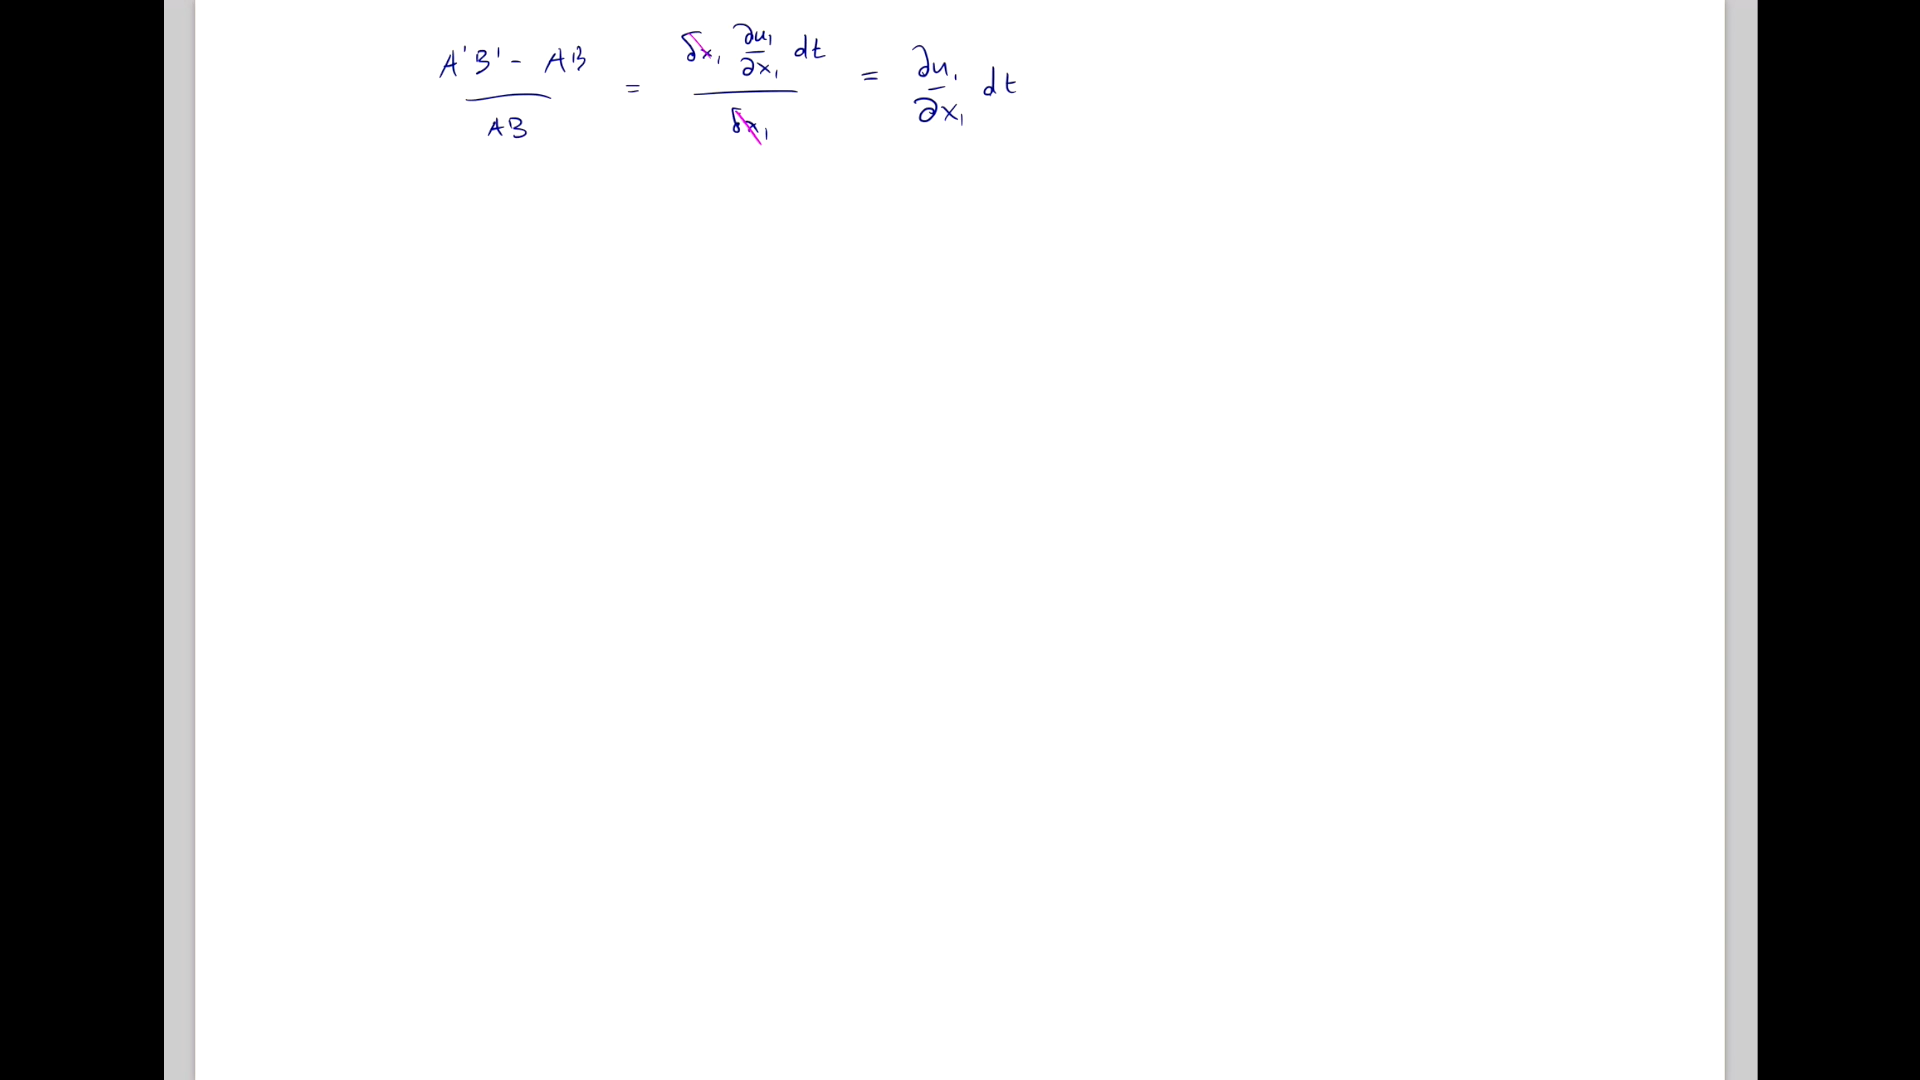 (A'B' - AB)/AB = (δx₁ ∂u₁/∂x₁ dt)/δx₁ = ∂u₁/∂x₁ dt